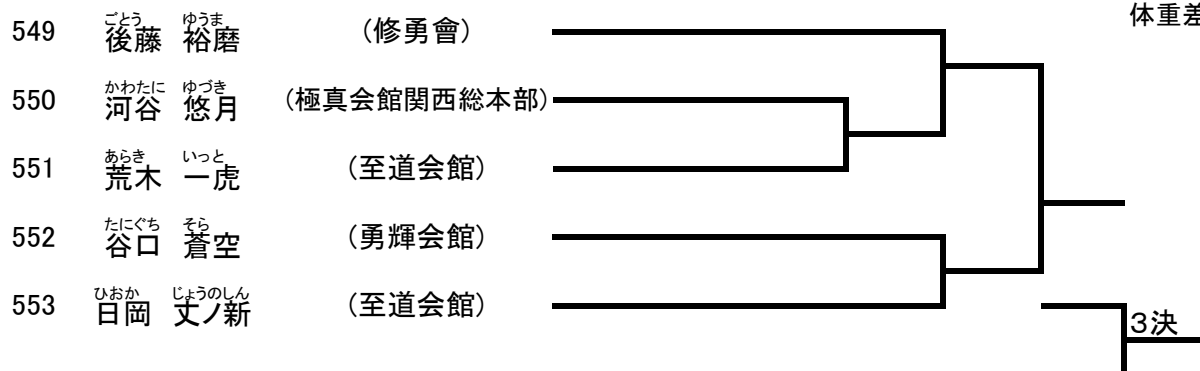 体重差
ごとう ゆうま
549 後藤 裕磨 (修勇會)
かわたに ゆづき
550 河谷 悠月 (極真会館関西総本部)
あらき いっと
551 荒木 一虎 (至道会館)
たにぐち そら
552 谷口 蒼空 (勇輝会館)
ひおか じょうのしん
553 日岡 丈ノ新 (至道会館)
3決